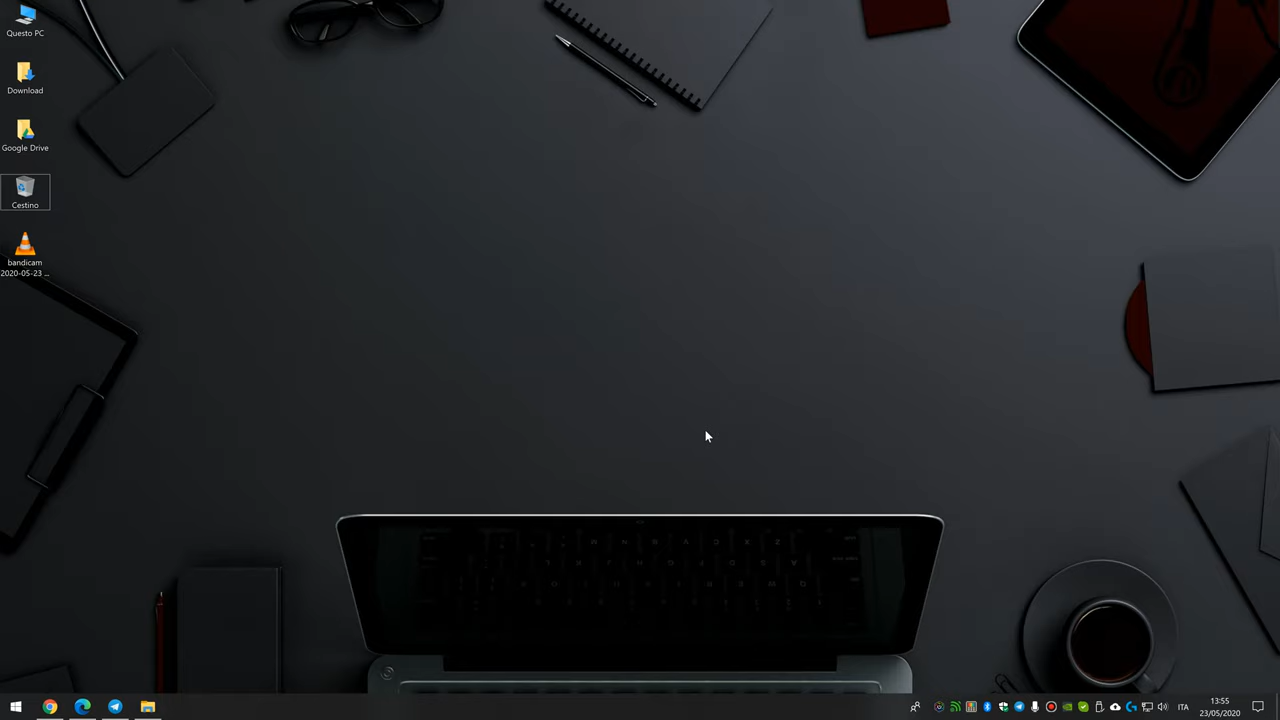 Questo PC
Download
Google Drive
Cestino
bandicam
2020-05-23 ...
ITA
13:55
23/05/2020